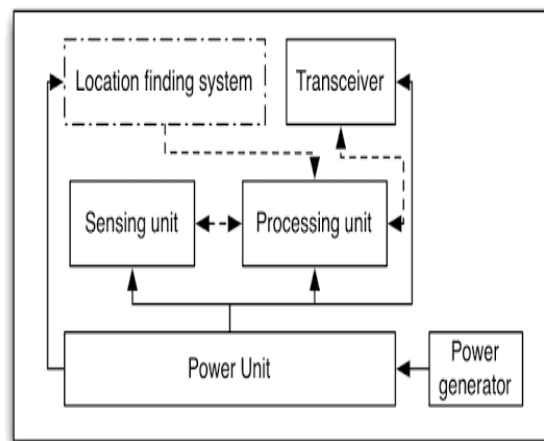 Location finding system
Transceiver
Sensing unit
Processing unit
Power Unit
Power
generator